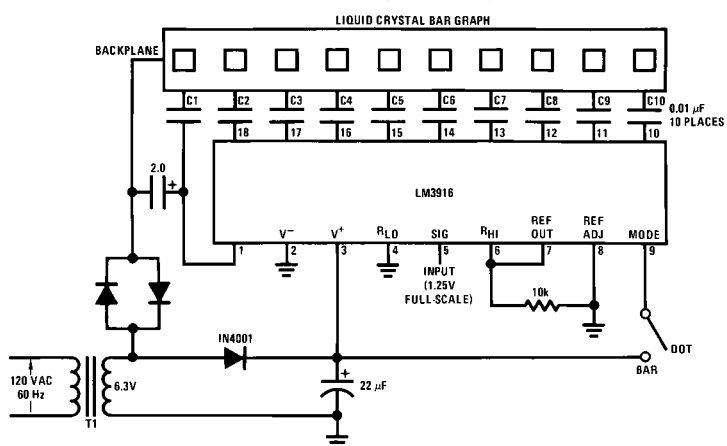 LIQUID CRYSTAL BAR GRAPH
BACKPLANE
C1 C2 C3 C4 C5 C6 C7 C8 C9 C10
0.01 μF
10 PLACES
18 17 16 15 14 13 12 11 10
2.0
+
LM3916
V− V+ RLO SIG RHI REF OUT REF ADJ MODE
1 2 3 4 5 6 7 8 9
INPUT
(1.25V
FULL-SCALE)
10k
IN4001
DOT
BAR
120 VAC
60 Hz
6.3V
+
22 μF
T1